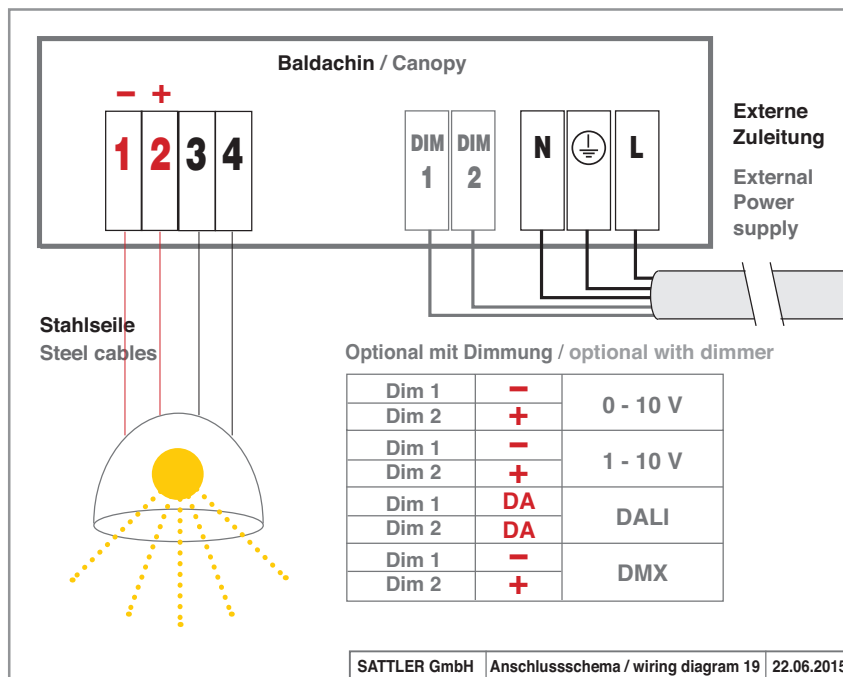 Baldachin / Canopy
− +
1 2 3 4
DIM 1 DIM 2 N L
Externe
Zuleitung
External
Power
supply
Stahlseile
Steel cables
Optional mit Dimmung / optional with dimmer
Dim 1 − 0 - 10 V
Dim 2 +
Dim 1 − 1 - 10 V
Dim 2 +
Dim 1 DA DALI
Dim 2 DA
Dim 1 − DMX
Dim 2 +
SATTLER GmbH Anschlussschema / wiring diagram 19 22.06.2015